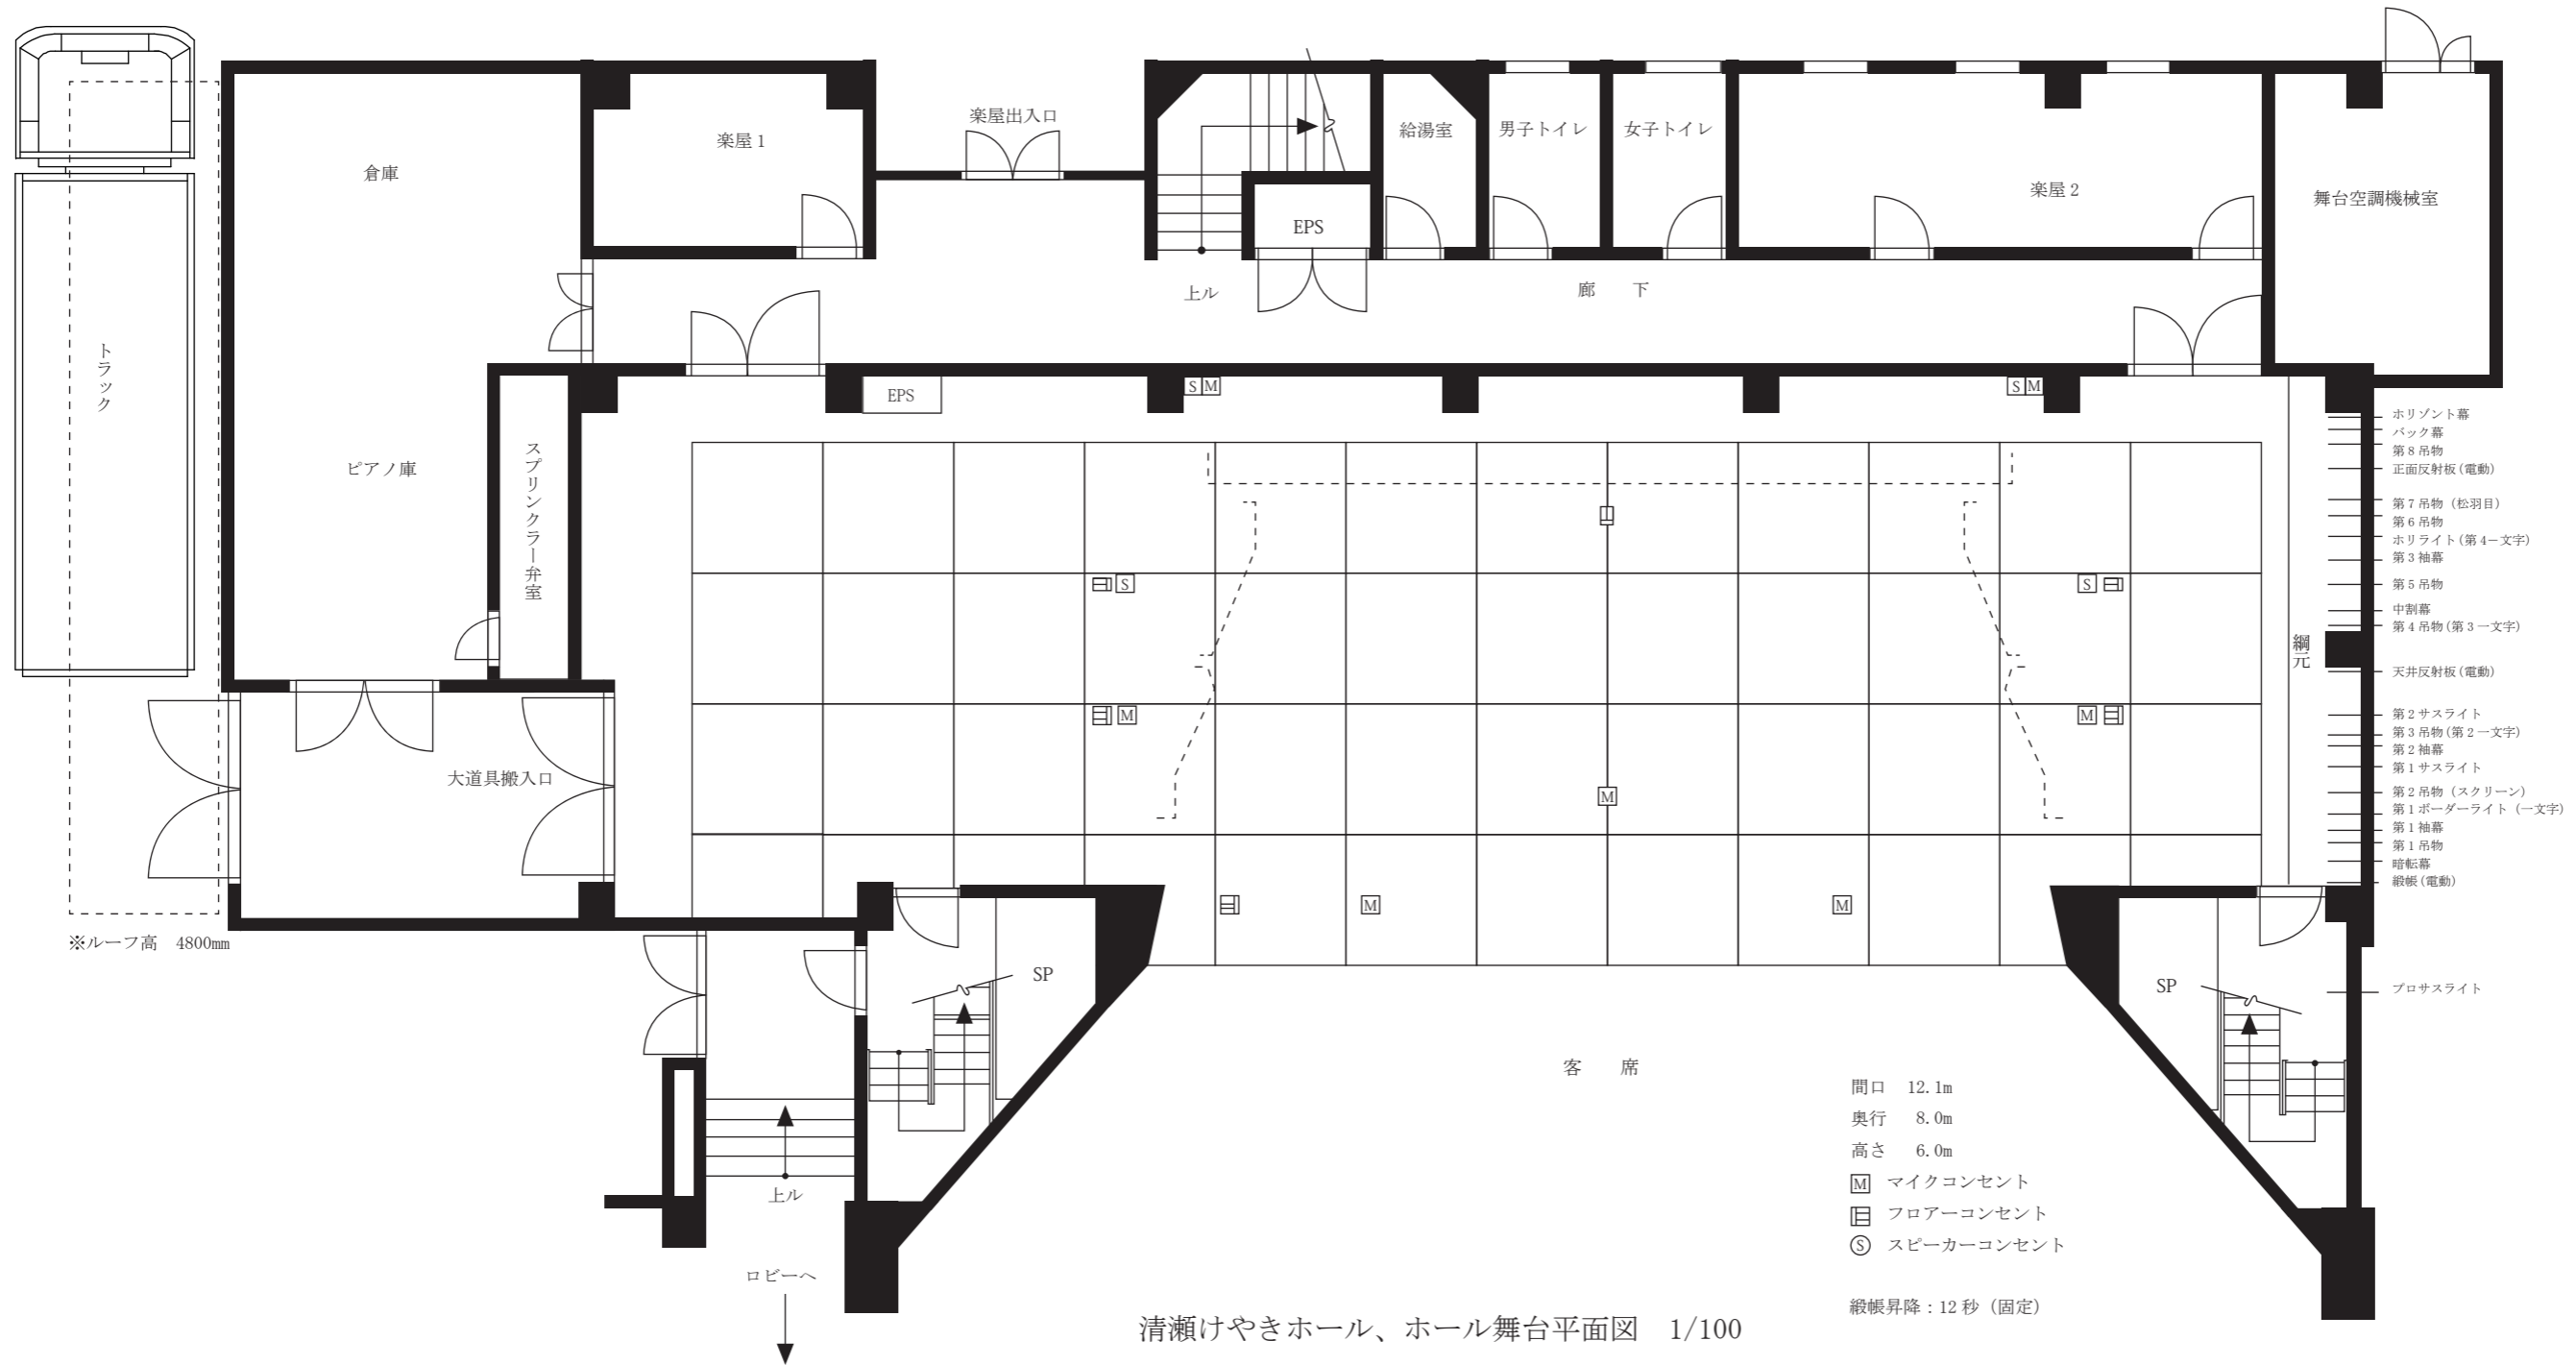 楽屋出入口
楽屋 1
給湯室
男子トイレ
女子トイレ
倉庫
楽屋 2
舞台空調機械室
EPS
上ル
廊 下
トラック
EPS
S M
S M
ピアノ庫
スプリンクラー弁室
S
S
M
M
M
M
M
大道具搬入口
綱元
ホリゾント幕
バック幕
第 8 吊物
正面反射板(電動)
第 7 吊物 (松羽目)
第 6 吊物
ホリライト(第 4一文字)
第 3 袖幕
第 5 吊物
中割幕
第 4 吊物(第 3 一文字)
天井反射板(電動)
第 2 サスライト
第 3 吊物(第 2 一文字)
第 2 袖幕
第 1 サスライト
第 2 吊物 (スクリーン)
第 1 ボーダーライト (一文字)
第 1 袖幕
第 1 吊物
暗転幕
緞帳(電動)
プロサスライト
※ルーフ高 4800mm
SP
SP
客 席
上ル
ロビーへ
間口 12.1m
奥行 8.0m
高さ 6.0m
M マイクコンセント
フロアーコンセント
S スピーカーコンセント
緞帳昇降：12 秒（固定）
清瀬けやきホール、ホール舞台平面図 1/100